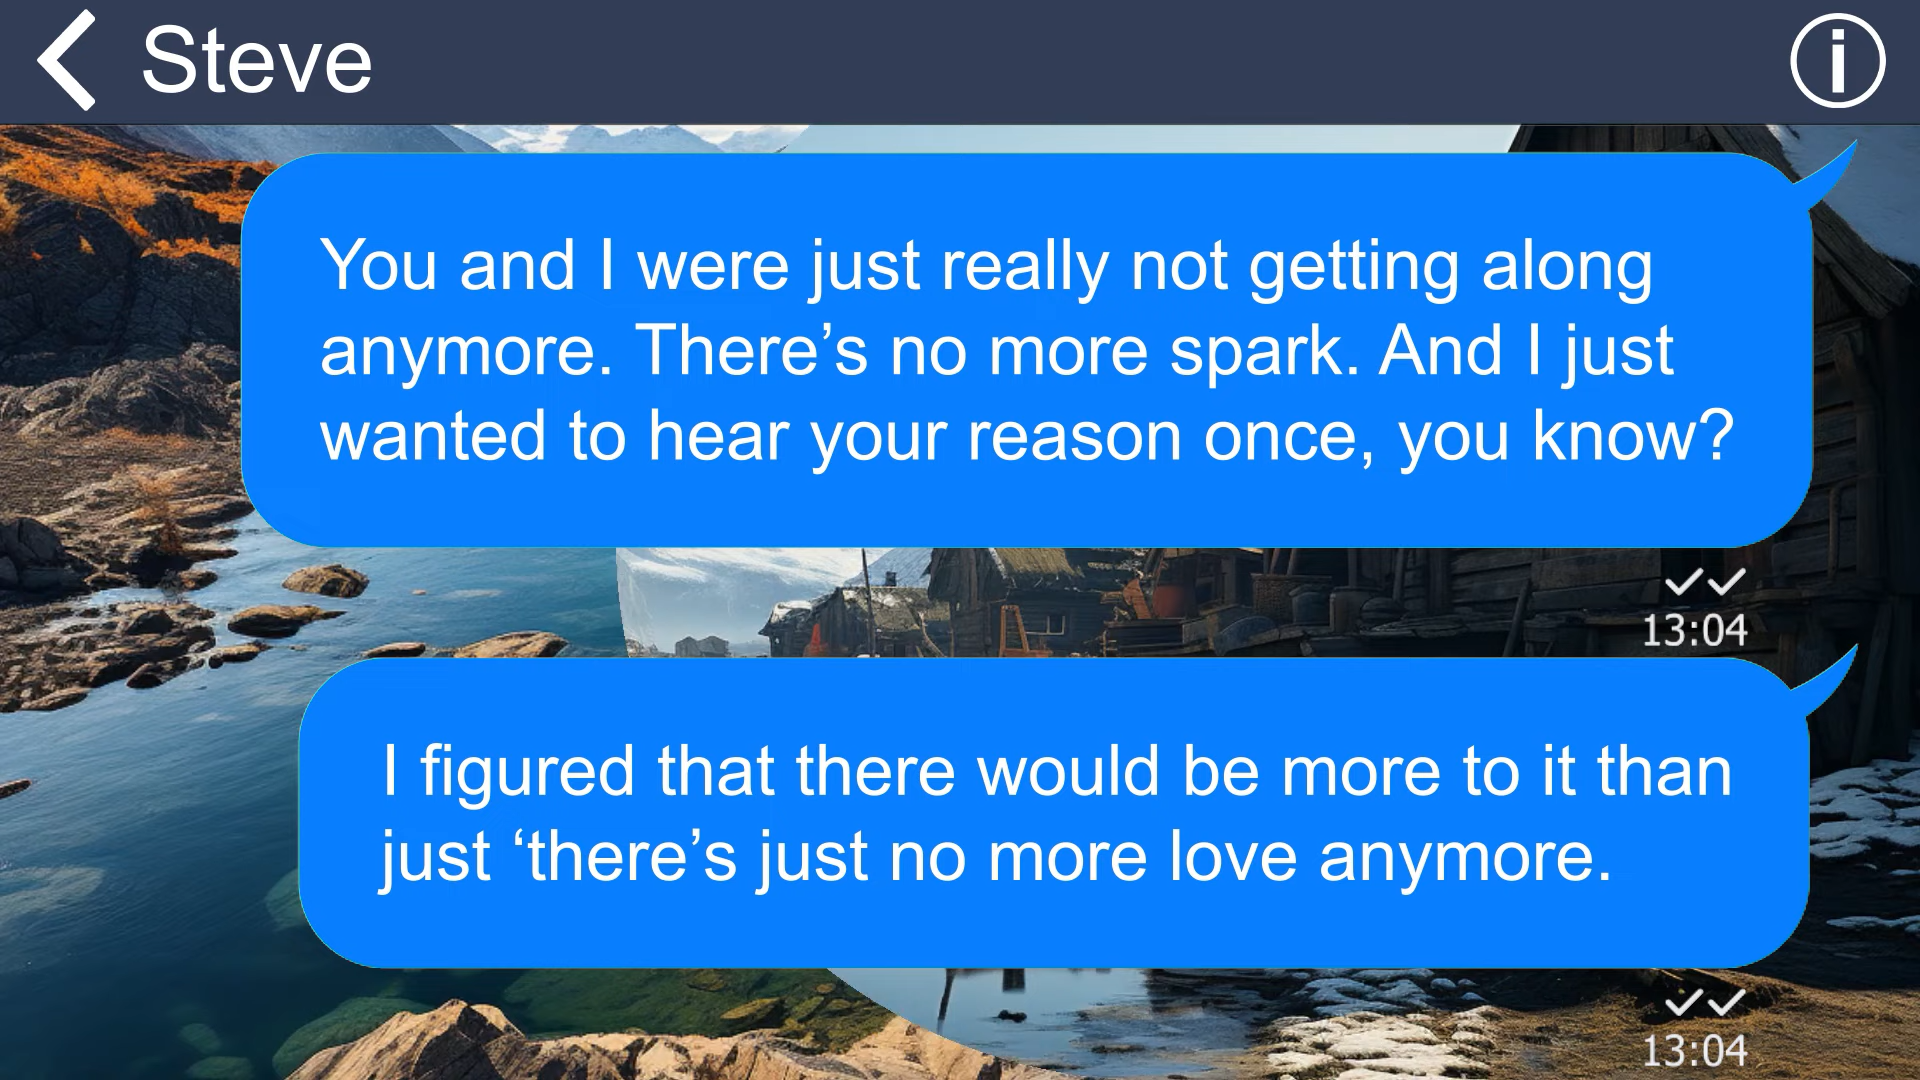 Steve
You and I were just really not getting along
anymore. There’s no more spark. And I just
wanted to hear your reason once, you know?
13:04
I figured that there would be more to it than
just ‘there’s just no more love anymore.
13:04